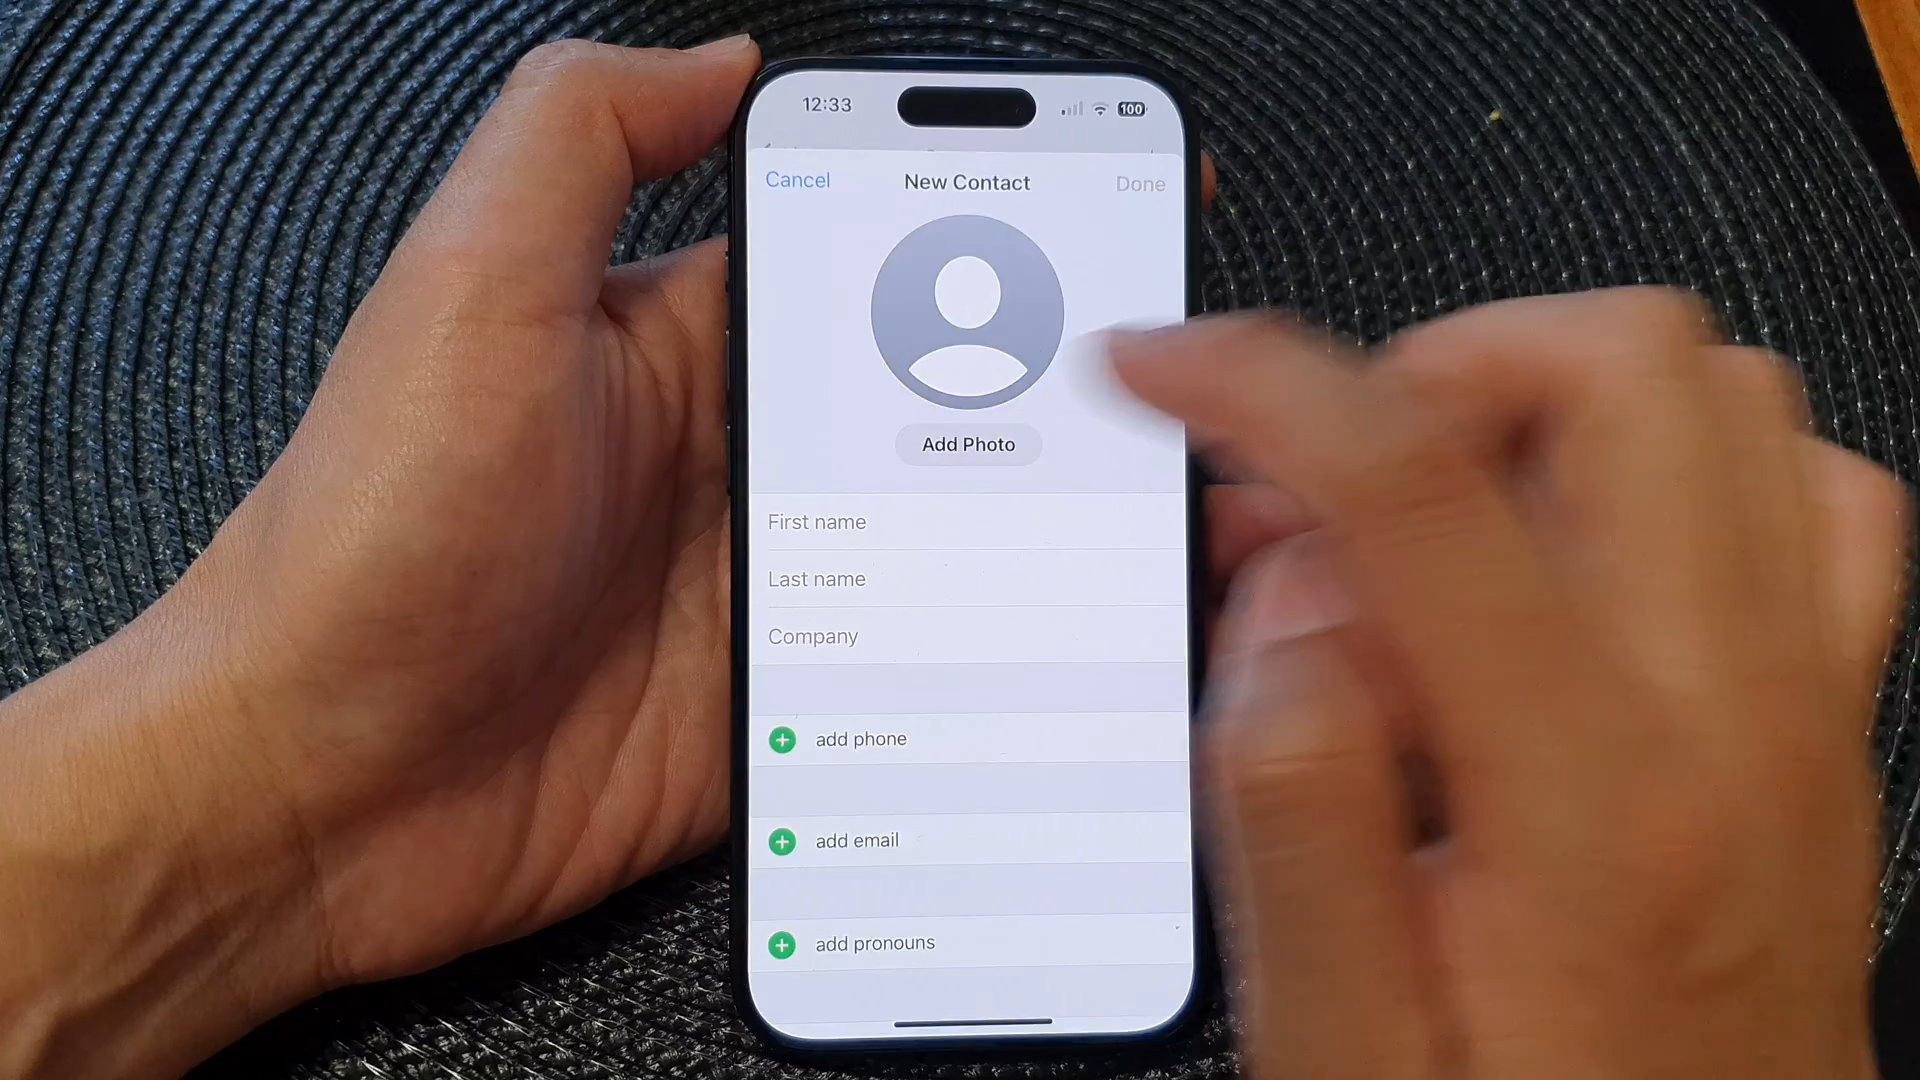 12:33
100
Cancel
New Contact
Done
Add Photo
First name
Last name
Company
add phone
add email
add pronouns